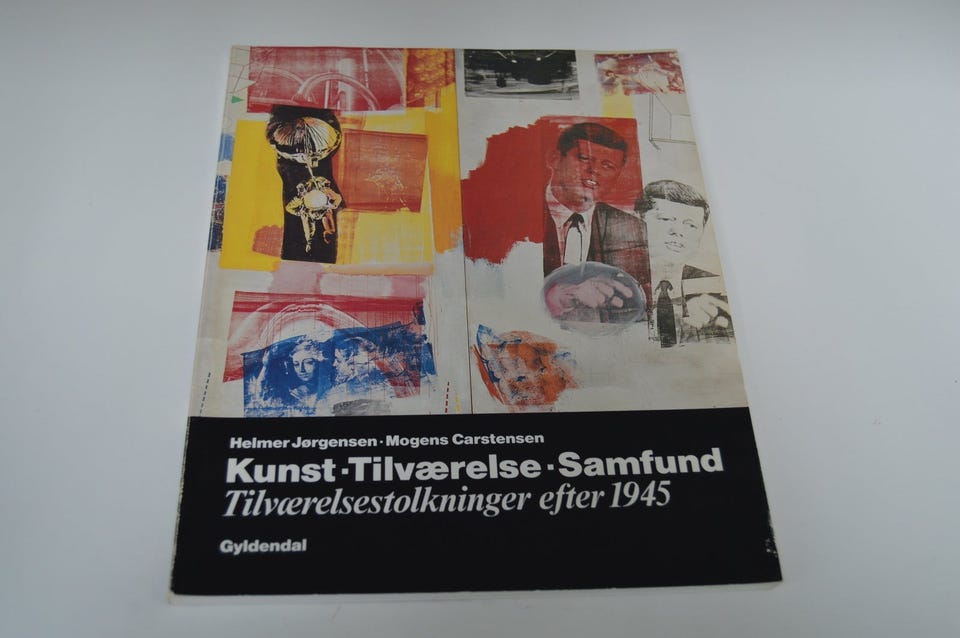 Helmer Jørgensen · Mogens Carstensen
Kunst · Tilværelse · Samfund
Tilværelsestolkninger efter 1945
Gyldendal